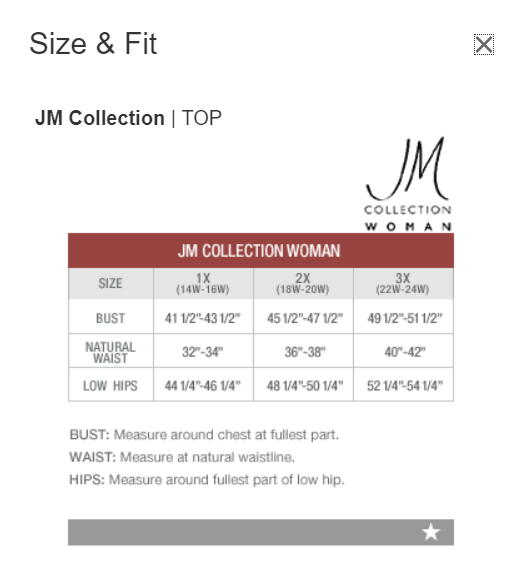 Size & Fit
JM Collection | TOP
JM
COLLECTION
WOMAN
JM COLLECTION WOMAN
SIZE 1X (14W-16W) 2X (18W-20W) 3X (22W-24W)
BUST 41 1/2"-43 1/2" 45 1/2"-47 1/2" 49 1/2"-51 1/2"
NATURAL WAIST 32"-34" 36"-38" 40"-42"
LOW HIPS 44 1/4"-46 1/4" 48 1/4"-50 1/4" 52 1/4"-54 1/4"
BUST: Measure around chest at fullest part.
WAIST: Measure at natural waistline.
HIPS: Measure around fullest part of low hip.